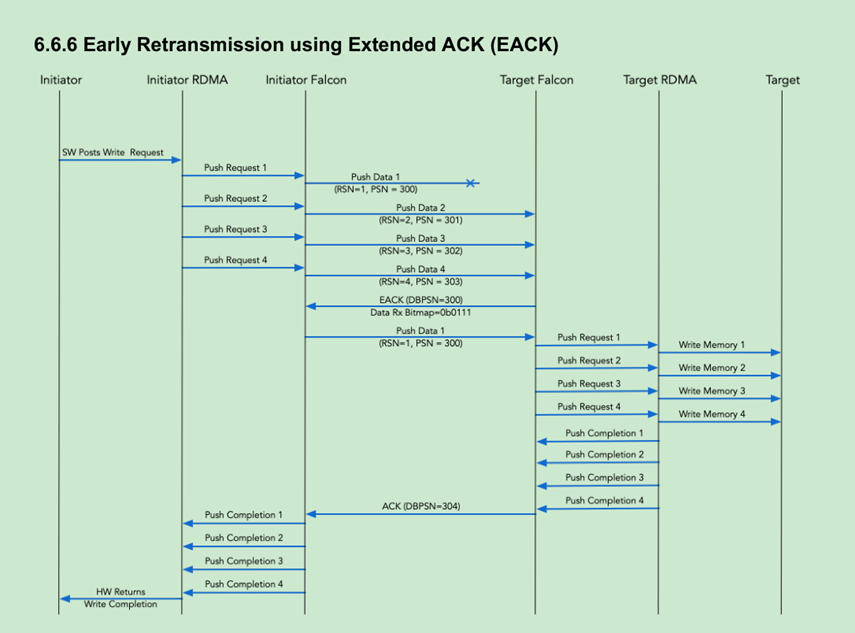 6.6.6 Early Retransmission using Extended ACK (EACK)
Initiator
Initiator RDMA
Initiator Falcon
Target Falcon
Target RDMA
Target
SW Posts Write Request
Push Request 1
Push Data 1
(RSN=1, PSN = 300)
Push Request 2
Push Data 2
(RSN=2, PSN = 301)
Push Request 3
Push Data 3
(RSN=3, PSN = 302)
Push Request 4
Push Data 4
(RSN=4, PSN = 303)
EACK (DBPSN=300)
Data Rx Bitmap=0b0111
Push Data 1
(RSN=1, PSN = 300)
Push Request 1
Write Memory 1
Push Request 2
Write Memory 2
Push Request 3
Write Memory 3
Push Request 4
Write Memory 4
Push Completion 1
Push Completion 2
Push Completion 3
Push Completion 4
ACK (DBPSN=304)
Push Completion 1
Push Completion 2
Push Completion 3
Push Completion 4
HW Returns
Write Completion